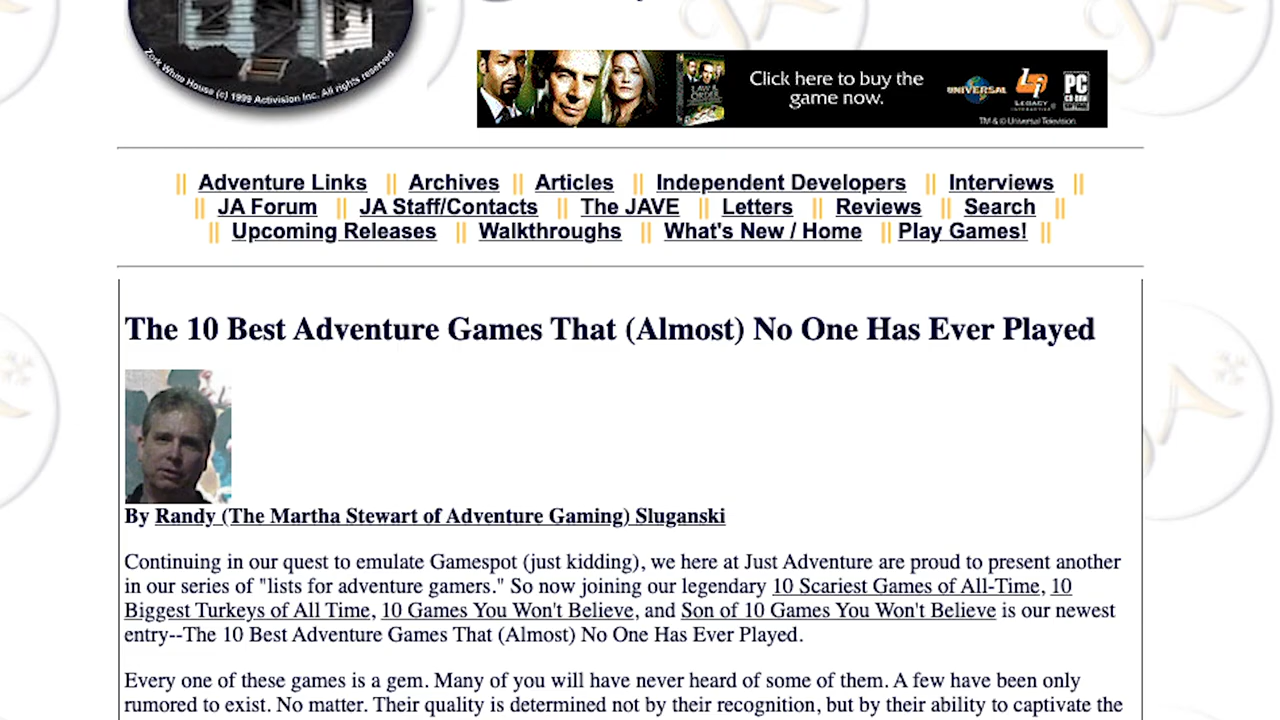 Zork White House (c) 1999 Activision Inc. All rights reserved.
LAW & ORDER
Click here to buy the game now.
UNIVERSAL
LEGACY INTERACTIVE
PC CD-ROM
TM & © Universal Television
|| Adventure Links || Archives || Articles || Independent Developers || Interviews ||
|| JA Forum || JA Staff/Contacts || The JAVE || Letters || Reviews || Search ||
|| Upcoming Releases || Walkthroughs || What's New / Home || Play Games! ||
The 10 Best Adventure Games That (Almost) No One Has Ever Played
By Randy (The Martha Stewart of Adventure Gaming) Sluganski
Continuing in our quest to emulate Gamespot (just kidding), we here at Just Adventure are proud to present another
in our series of "lists for adventure gamers." So now joining our legendary 10 Scariest Games of All-Time, 10
Biggest Turkeys of All Time, 10 Games You Won't Believe, and Son of 10 Games You Won't Believe is our newest
entry--The 10 Best Adventure Games That (Almost) No One Has Ever Played.
Every one of these games is a gem. Many of you will have never heard of some of them. A few have been only
rumored to exist. No matter. Their quality is determined not by their recognition, but by their ability to captivate the